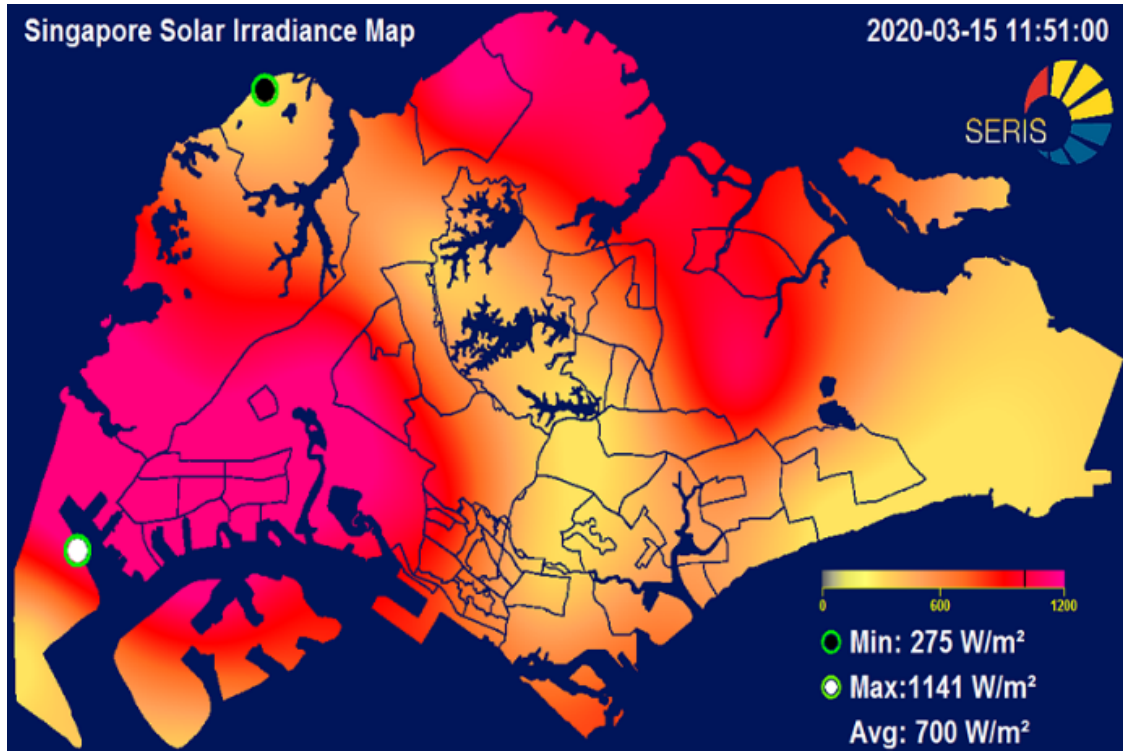 Singapore Solar Irradiance Map
2020-03-15 11:51:00
SERIS
0 600 1200
Min: 275 W/m²
Max:1141 W/m²
Avg: 700 W/m²